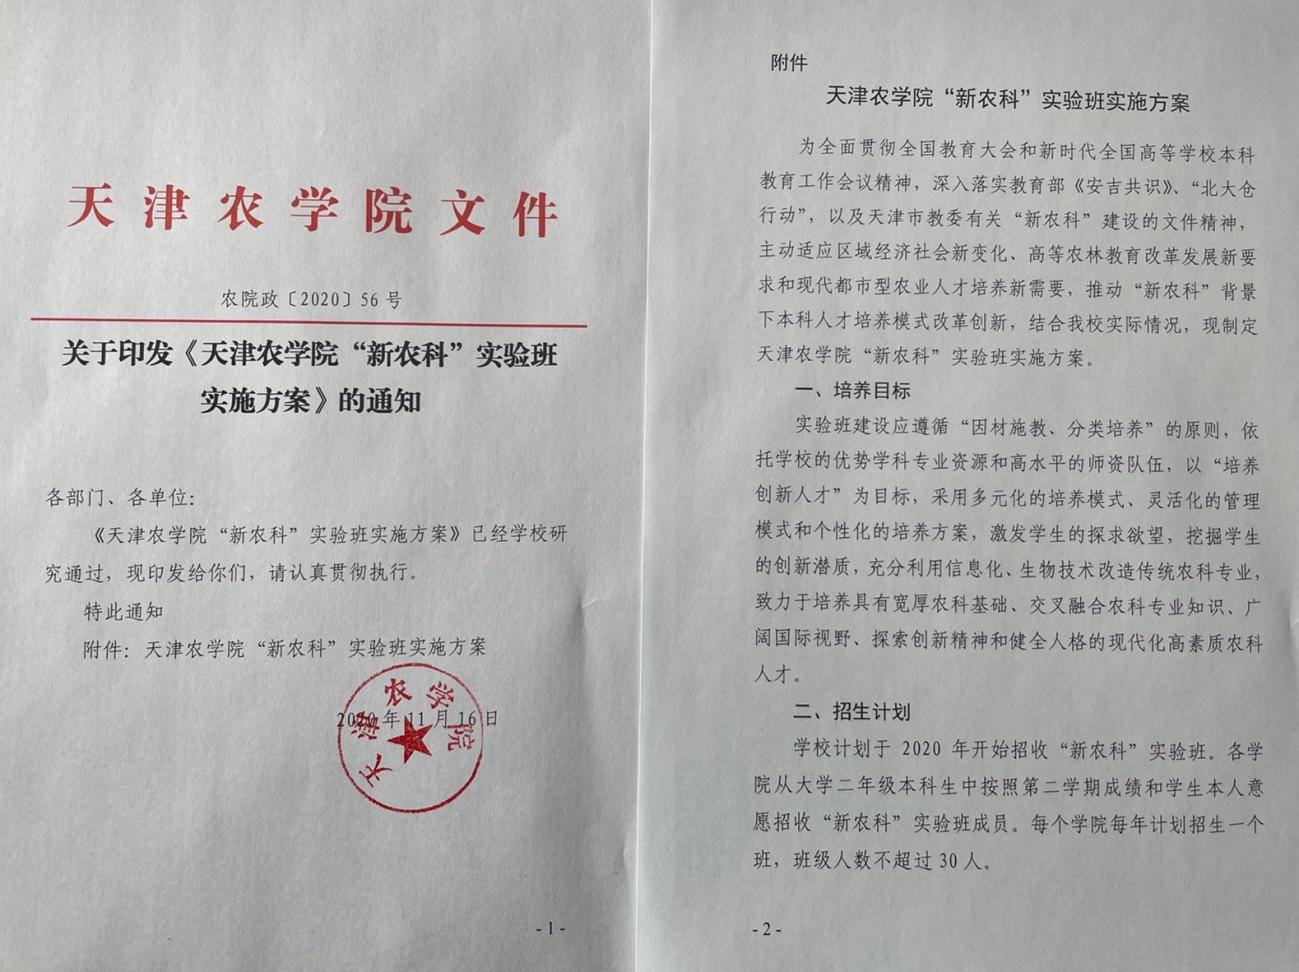 天津农学院文件
农院政〔2020〕56号
关于印发《天津农学院“新农科”实验班
实施方案》的通知
各部门、各单位：
《天津农学院“新农科”实验班实施方案》已经学校研
究通过，现印发给你们，请认真贯彻执行。
特此通知
附件：天津农学院“新农科”实验班实施方案
天津农学院
2020年11月16日
- 1 -
附件
天津农学院“新农科”实验班实施方案
为全面贯彻全国教育大会和新时代全国高等学校本科
教育工作会议精神，深入落实教育部《安吉共识》、“北大仓
行动”，以及天津市教委有关“新农科”建设的文件精神，
主动适应区域经济社会新变化、高等农林教育改革发展新要
求和现代都市型农业人才培养新需要，推动“新农科”背景
下本科人才培养模式改革创新，结合我校实际情况，现制定
天津农学院“新农科”实验班实施方案。
一、培养目标
实验班建设应遵循“因材施教、分类培养”的原则，依
托学校的优势学科专业资源和高水平的师资队伍，以“培养
创新人才”为目标，采用多元化的培养模式、灵活化的管理
模式和个性化的培养方案，激发学生的探求欲望，挖掘学生
的创新潜质，充分利用信息化、生物技术改造传统农科专业，
致力于培养具有宽厚农科基础、交叉融合农科专业知识、广
阔国际视野、探索创新精神和健全人格的现代化高素质农科
人才。
二、招生计划
学校计划于 2020 年开始招收“新农科”实验班。各学
院从大学二年级本科生中按照第二学期成绩和学生本人意
愿招收“新农科”实验班成员。每个学院每年计划招生一个
班，班级人数不超过 30 人。
- 2 -